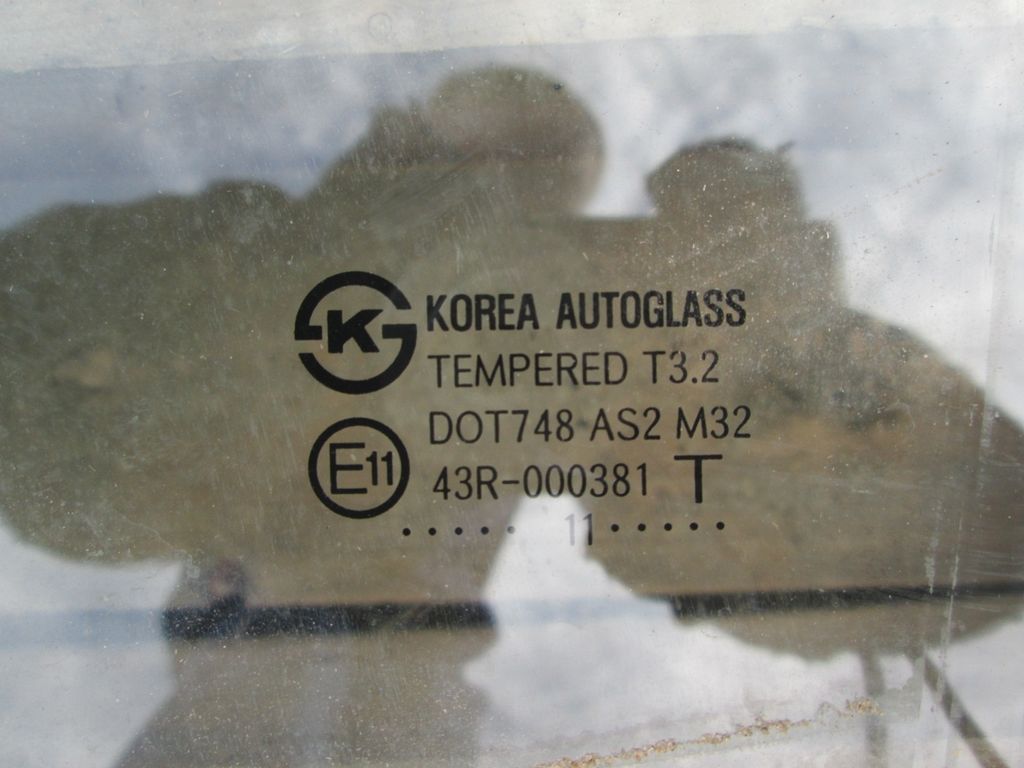 K KOREA AUTOGLASS
TEMPERED T3.2
DOT748 AS2 M32
E11 43R-000381 T
..... 11 .....